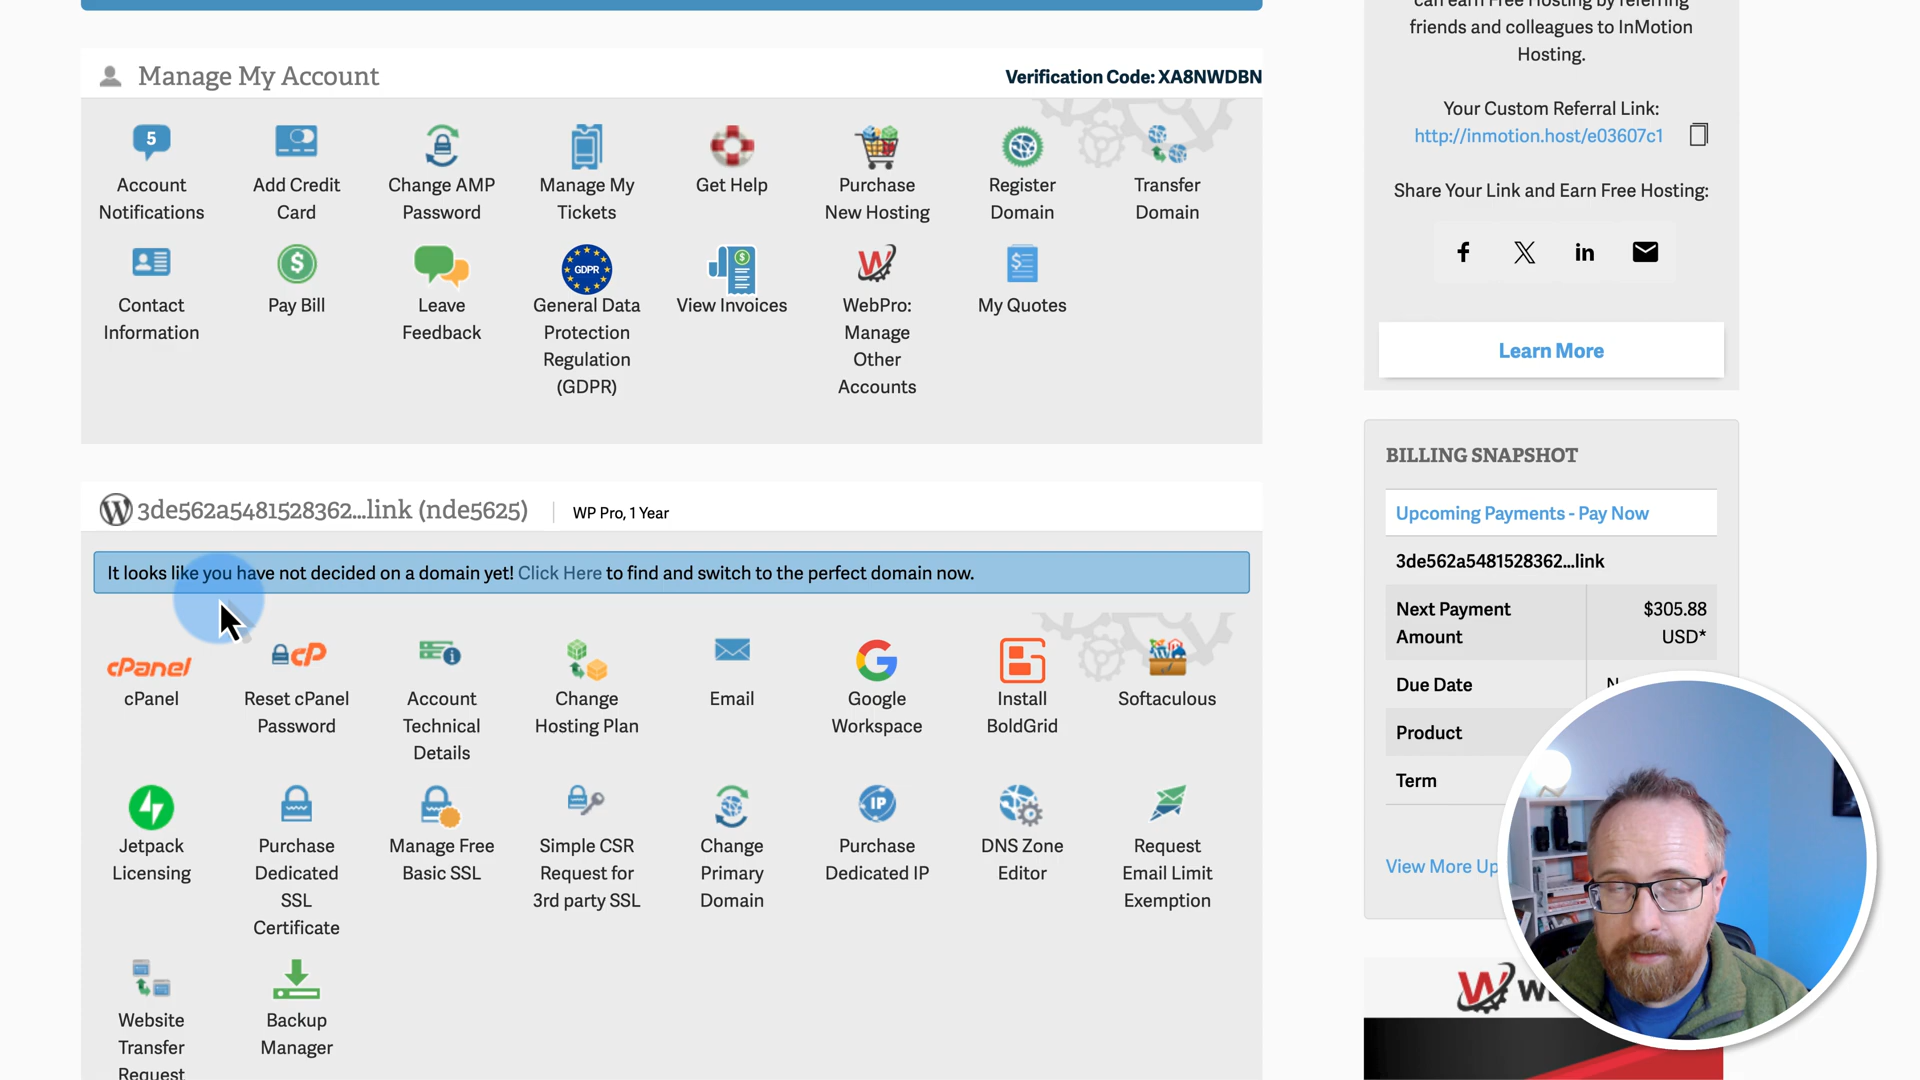 can earn Free Hosting by referring
friends and colleagues to InMotion
Hosting.
Your Custom Referral Link:
http://inmotion.host/e03607c1
Share Your Link and Earn Free Hosting:
Learn More
Manage My Account
Verification Code: XA8NWDBN
5
Account
Notifications
Add Credit
Card
Change AMP
Password
Manage My
Tickets
Get Help
Purchase
New Hosting
Register
Domain
Transfer
Domain
Contact
Information
Pay Bill
Leave
Feedback
GDPR
General Data
Protection
Regulation
(GDPR)
View Invoices
WebPro:
Manage
Other
Accounts
My Quotes
3de562a5481528362...link (nde5625)
WP Pro, 1 Year
It looks like you have not decided on a domain yet! Click Here to find and switch to the perfect domain now.
cPanel
cPanel
cP
Reset cPanel
Password
Account
Technical
Details
Change
Hosting Plan
Email
Google
Workspace
Install
BoldGrid
Softaculous
Jetpack
Licensing
Purchase
Dedicated
SSL
Certificate
Manage Free
Basic SSL
Simple CSR
Request for
3rd party SSL
Change
Primary
Domain
IP
Purchase
Dedicated IP
DNS Zone
Editor
Request
Email Limit
Exemption
Website
Transfer
Request
Backup
Manager
BILLING SNAPSHOT
Upcoming Payments - Pay Now
3de562a5481528362...link
Next Payment
Amount
$305.88
USD*
Due Date
Product
Term
View More Up